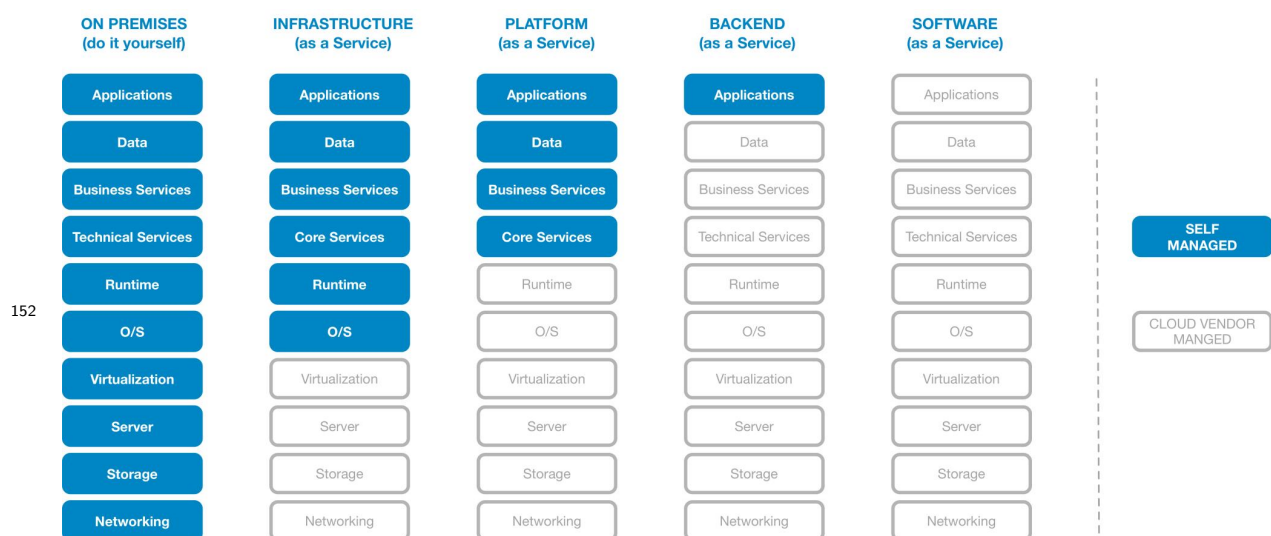 ON PREMISES
(do it yourself)
INFRASTRUCTURE
(as a Service)
PLATFORM
(as a Service)
BACKEND
(as a Service)
SOFTWARE
(as a Service)
Applications
Applications
Applications
Applications
Applications
Data
Data
Data
Data
Data
Business Services
Business Services
Business Services
Business Services
Business Services
Technical Services
Core Services
Core Services
Technical Services
Technical Services
SELF
MANAGED
Runtime
Runtime
Runtime
Runtime
Runtime
152
O/S
O/S
O/S
O/S
O/S
CLOUD VENDOR
MANGED
Virtualization
Virtualization
Virtualization
Virtualization
Virtualization
Server
Server
Server
Server
Server
Storage
Storage
Storage
Storage
Storage
Networking
Networking
Networking
Networking
Networking